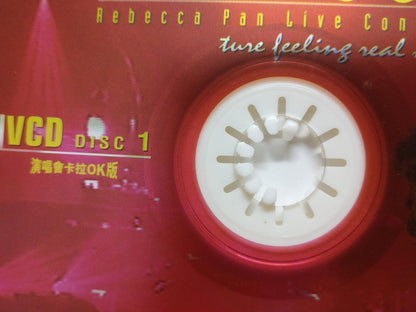 Rebecca Pan Live Con
ture feeling real
VCD DISC 1
演唱會卡拉OK版